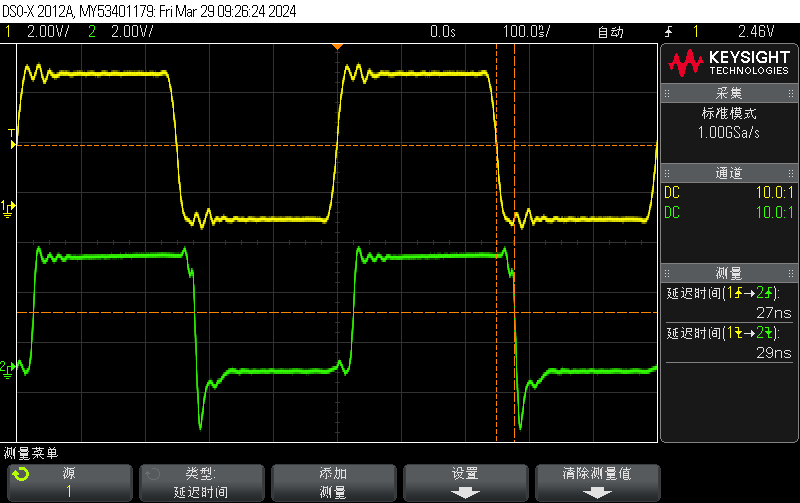 DSO-X 2012A, MY53401179: Fri Mar 29 09:26:24 2024
1 2.00V/ 2 2.00V/ 0.0s 100.0ns/ 自动 1 2.46V
KEYSIGHT
TECHNOLOGIES
采集
标准模式
1.00GSa/s
通道
DC 10.0:1
DC 10.0:1
测量
延迟时间(1→2):
27ns
延迟时间(1→2):
29ns
T
1
2
测量菜单
源
1
类型:
延迟时间
添加
测量
设置
清除测量值